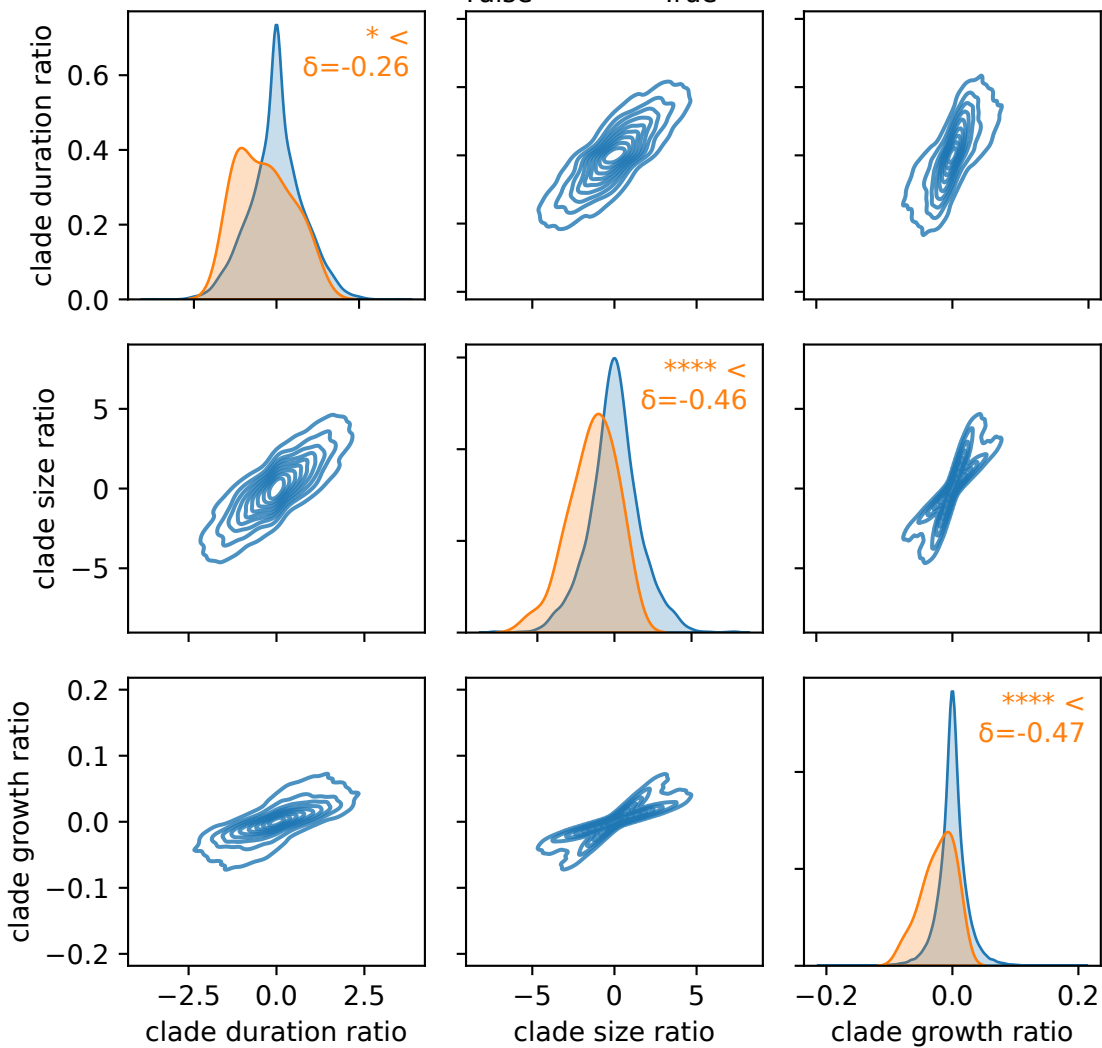 clade duration ratio
0.6
0.4
0.2
0.0
* <
δ=-0.26
clade size ratio
5
0
−5
**** <
δ=-0.46
clade growth ratio
0.2
0.1
0.0
−0.1
−0.2
**** <
δ=-0.47
−2.5 0.0 2.5
−5 0 5
−0.2 0.0 0.2
clade duration ratio
clade size ratio
clade growth ratio